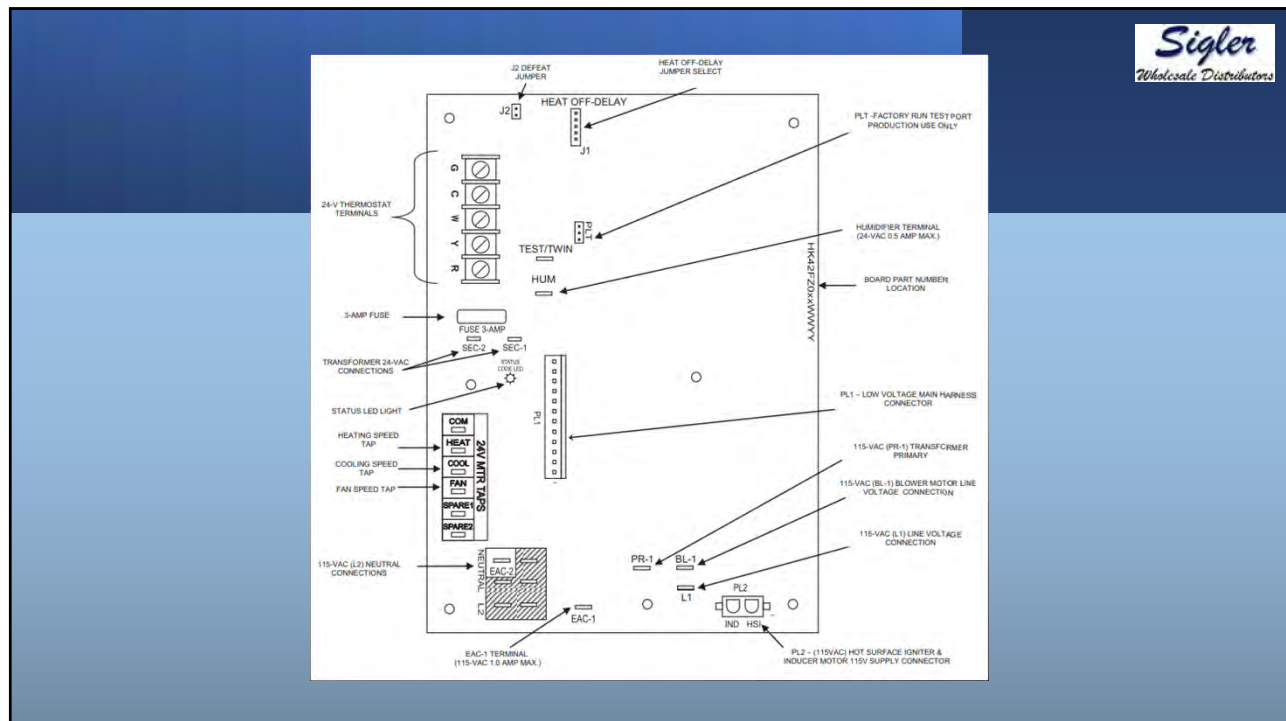 Sigler
Wholesale Distributors
J2 DEFEAT
JUMPER
HEAT OFF-DELAY
JUMPER SELECT
HEAT OFF-DELAY
J2
J1
PLT -FACTORY RUN TEST PORT
PRODUCTION USE ONLY
24-V THERMOSTAT
TERMINALS
G
C
W
Y
R
PLT
TEST/TWIN
HUM
HUMIDIFIER TERMINAL
(24-VAC 0.5 AMP MAX.)
HK42FZ0xxWWYY
BOARD PART NUMBER
LOCATION
3-AMP FUSE
FUSE 3-AMP
SEC-2
SEC-1
TRANSFORMER 24-VAC
CONNECTIONS
STATUS
CODE LED
STATUS LED LIGHT
PL1
PL1 – LOW VOLTAGE MAIN HARNESS
CONNECTOR
COM
HEAT
COOL
FAN
SPARE1
SPARE2
24V MTR TAPS
HEATING SPEED
TAP
COOLING SPEED
TAP
FAN SPEED TAP
115-VAC (PR-1) TRANSFORMER
PRIMARY
115-VAC (BL-1) BLOWER MOTOR LINE
VOLTAGE CONNECTION
115-VAC (L1) LINE VOLTAGE
CONNECTION
115-VAC (L2) NEUTRAL
CONNECTIONS
NEUTRAL L2
EAC-2
PR-1
BL-1
L1
PL2
IND HSI
EAC-1
EAC-1 TERMINAL
(115-VAC 1.0 AMP MAX.)
PL2 – (115VAC) HOT SURFACE IGNITER &
INDUCER MOTOR 115V SUPPLY CONNECTOR